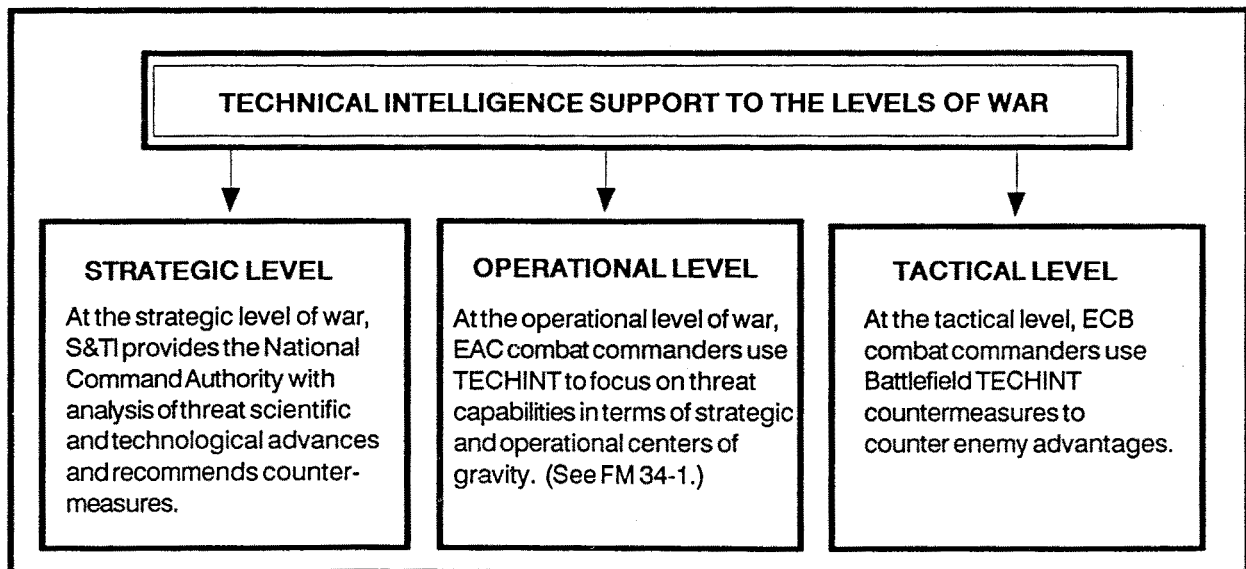 TECHNICAL INTELLIGENCE SUPPORT TO THE LEVELS OF WAR
STRATEGIC LEVEL
At the strategic level of war,
S&TI provides the National
Command Authority with
analysis of threat scientific
and technological advances
and recommends counter-
measures.
OPERATIONAL LEVEL
At the operational level of war,
EAC combat commanders use
TECHINT to focus on threat
capabilities in terms of strategic
and operational centers of
gravity. (See FM 34-1.)
TACTICAL LEVEL
At the tactical level, ECB
combat commanders use
Battlefield TECHINT
countermeasures to
counter enemy advantages.